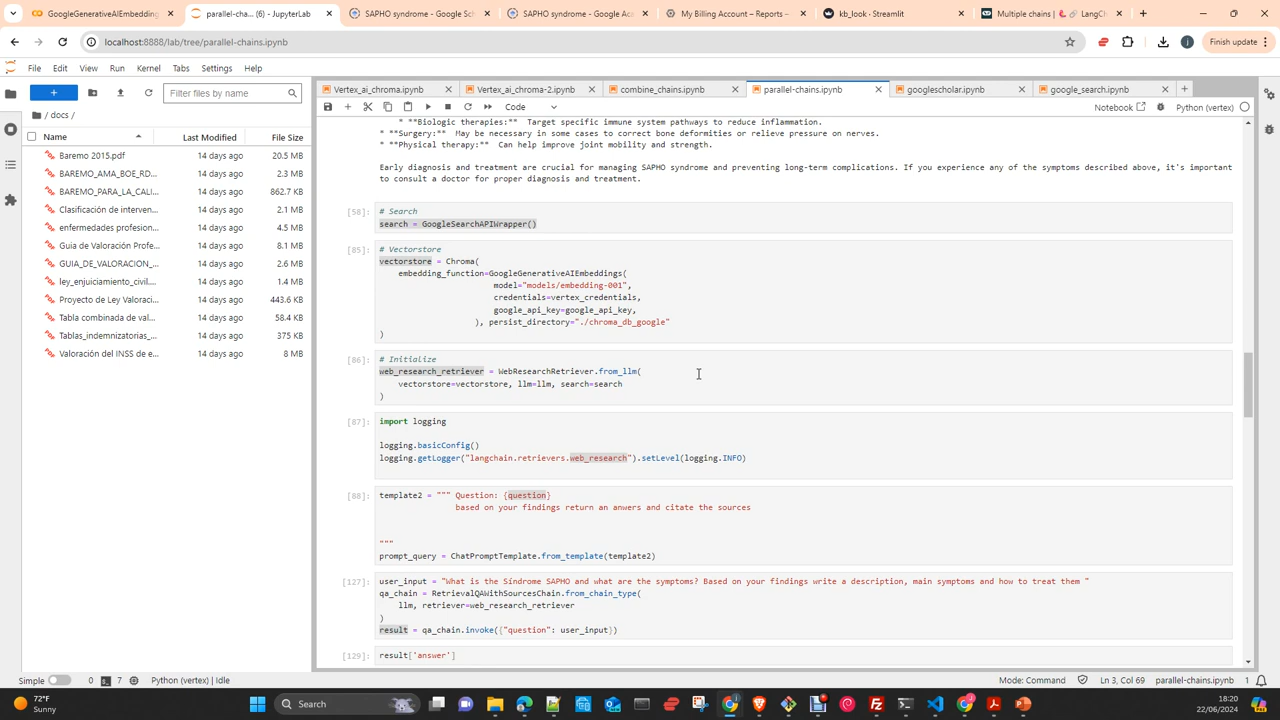 GoogleGenerativeAIEmbedding
parallel-cha... (6) - JupyterLab
SAPHO syndrome - Google Sch
SAPHO syndrome - Google Aca
My Billing Account – Reports –
kb_look - Streamlit
Multiple chains | 🦜️🔗 LangCh
localhost:8888/lab/tree/parallel-chains.ipynb
Finish update
File Edit View Run Kernel Tabs Settings Help
Filter files by name
/ docs /
Name Last Modified File Size
Baremo 2015.pdf 14 days ago 20.5 MB
BAREMO_AMA_BOE_RD... 14 days ago 2.3 MB
BAREMO_PARA_LA_CALI... 14 days ago 862.7 KB
Clasificación de interven... 14 days ago 2.1 MB
enfermedades profesion... 14 days ago 4.5 MB
Guia de Valoración Profe... 14 days ago 8.1 MB
GUIA_DE_VALORACION_... 14 days ago 2.6 MB
ley_enjuiciamiento_civil.... 14 days ago 1.4 MB
Proyecto de Ley Valoraci... 14 days ago 443.6 KB
Tabla combinada de val... 14 days ago 58.4 KB
Tablas_indemnizatorias_... 14 days ago 375 KB
Valoración del INSS de e... 14 days ago 8 MB
Vertex_ai_chroma.ipynb
Vertex_ai_chroma-2.ipynb
combine_chains.ipynb
parallel-chains.ipynb
googlescholar.ipynb
google_search.ipynb
Code
Notebook
Python (vertex)
* **Biologic therapies:** Target specific immune system pathways to reduce inflammation.
* **Surgery:** May be necessary in some cases to correct bone deformities or relieve pressure on nerves.
* **Physical therapy:** Can help improve joint mobility and strength.
Early diagnosis and treatment are crucial for managing SAPHO syndrome and preventing long-term complications. If you experience any of the symptoms described above, it's important
to consult a doctor for proper diagnosis and treatment.
[58]: # Search
search = GoogleSearchAPIWrapper()
[85]: # Vectorstore
vectorstore = Chroma(
embedding_function=GoogleGenerativeAIEmbeddings(
model="models/embedding-001",
credentials=vertex_credentials,
google_api_key=google_api_key,
), persist_directory="./chroma_db_google"
)
[86]: # Initialize
web_research_retriever = WebResearchRetriever.from_llm(
vectorstore=vectorstore, llm=llm, search=search
)
[87]: import logging
logging.basicConfig()
logging.getLogger("langchain.retrievers.web_research").setLevel(logging.INFO)
[88]: template2 = """ Question: {question}
based on your findings return an anwers and citate the sources
"""
prompt_query = ChatPromptTemplate.from_template(template2)
[127]: user_input = "What is the Síndrome SAPHO and what are the symptoms? Based on your findings write a description, main symptoms and how to treat them "
qa_chain = RetrievalQAWithSourcesChain.from_chain_type(
llm, retriever=web_research_retriever
)
result = qa_chain.invoke({"question": user_input})
[129]: result['answer']
Simple 0 7 Python (vertex) | Idle
Mode: Command Ln 3, Col 69 parallel-chains.ipynb 1
72°F
Sunny
Search
18:20
22/06/2024